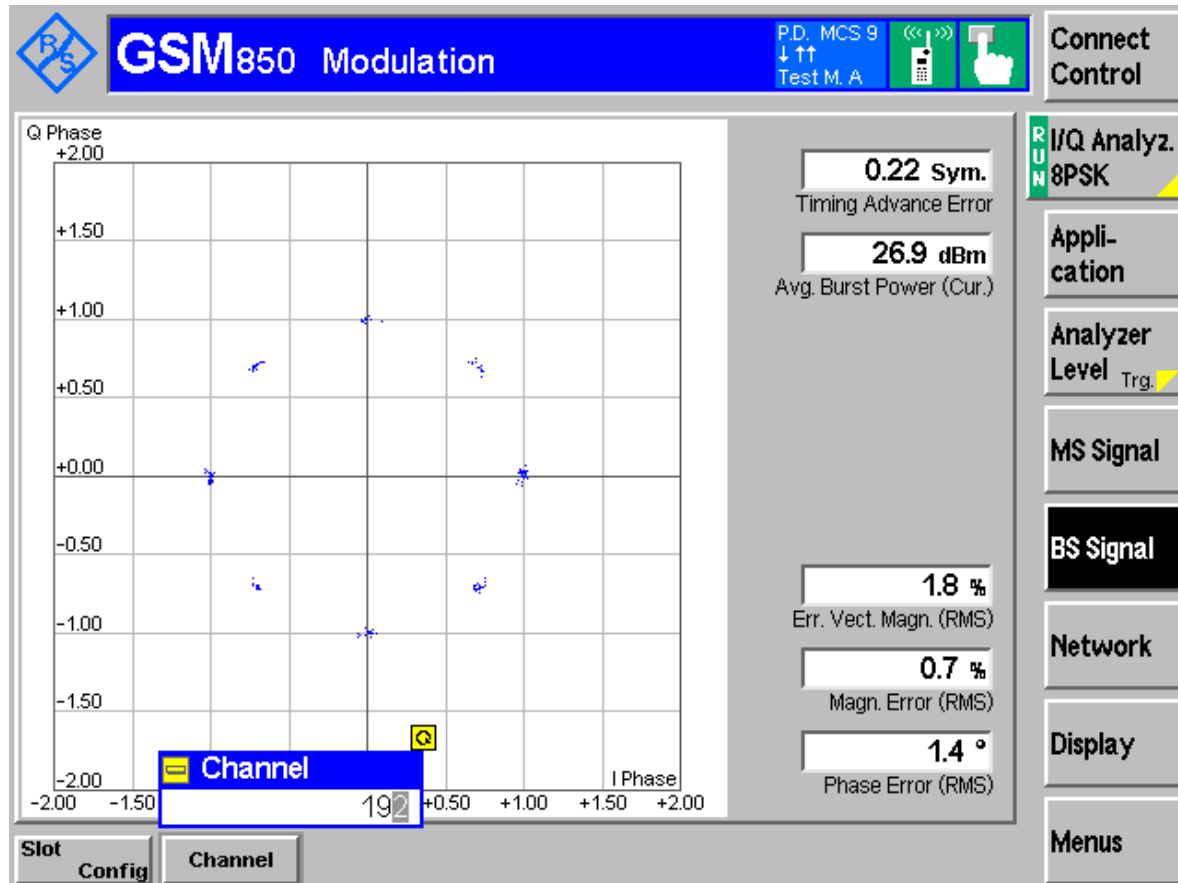 R/S
GSM850 Modulation
P.D. MCS 9
↓ ↑↑
Test M. A
Connect
Control
Q Phase
+2.00
+1.50
+1.00
+0.50
+0.00
-0.50
-1.00
-1.50
-2.00
I Phase
-2.00 -1.50 +0.50 +1.00 +1.50 +2.00
Channel
192
0.22 Sym.
Timing Advance Error
26.9 dBm
Avg. Burst Power (Cur.)
1.8 %
Err. Vect. Magn. (RMS)
0.7 %
Magn. Error (RMS)
1.4 °
Phase Error (RMS)
RUN
I/Q Analyz.
8PSK
Appli-
cation
Analyzer
Level Trg.
MS Signal
BS Signal
Network
Display
Menus
Slot
Config
Channel